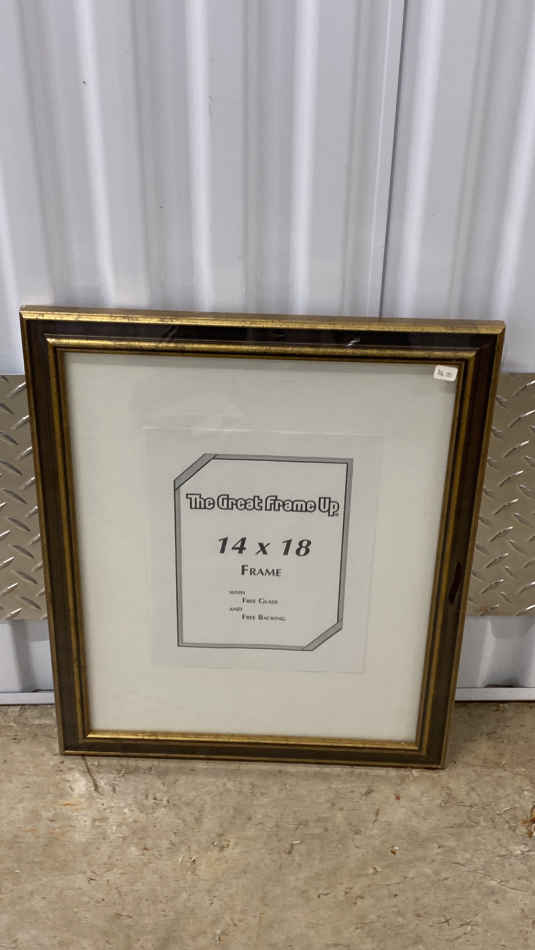 The Great Frame Up
14 x 18
FRAME
WITH
FREE GLASS
AND
FREE BACKING